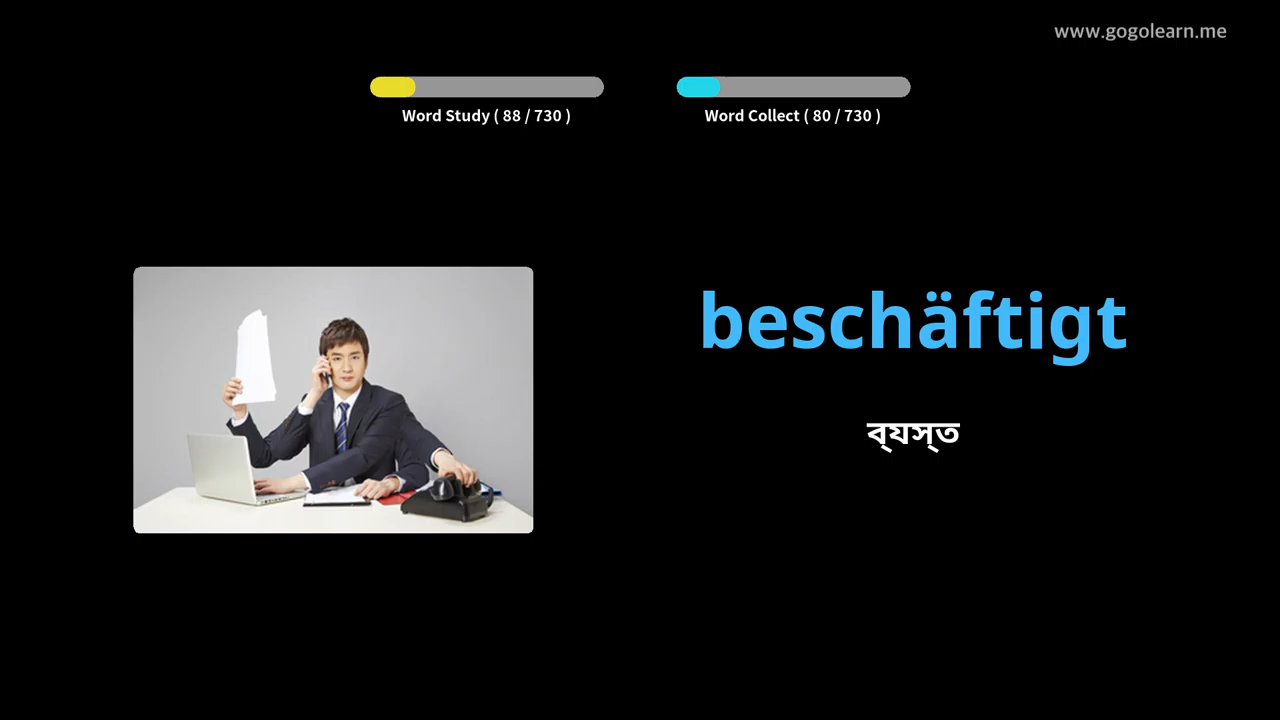 www.gogolearn.me
Word Study ( 88 / 730 )
Word Collect ( 80 / 730 )
beschäftigt
ব্যস্ত